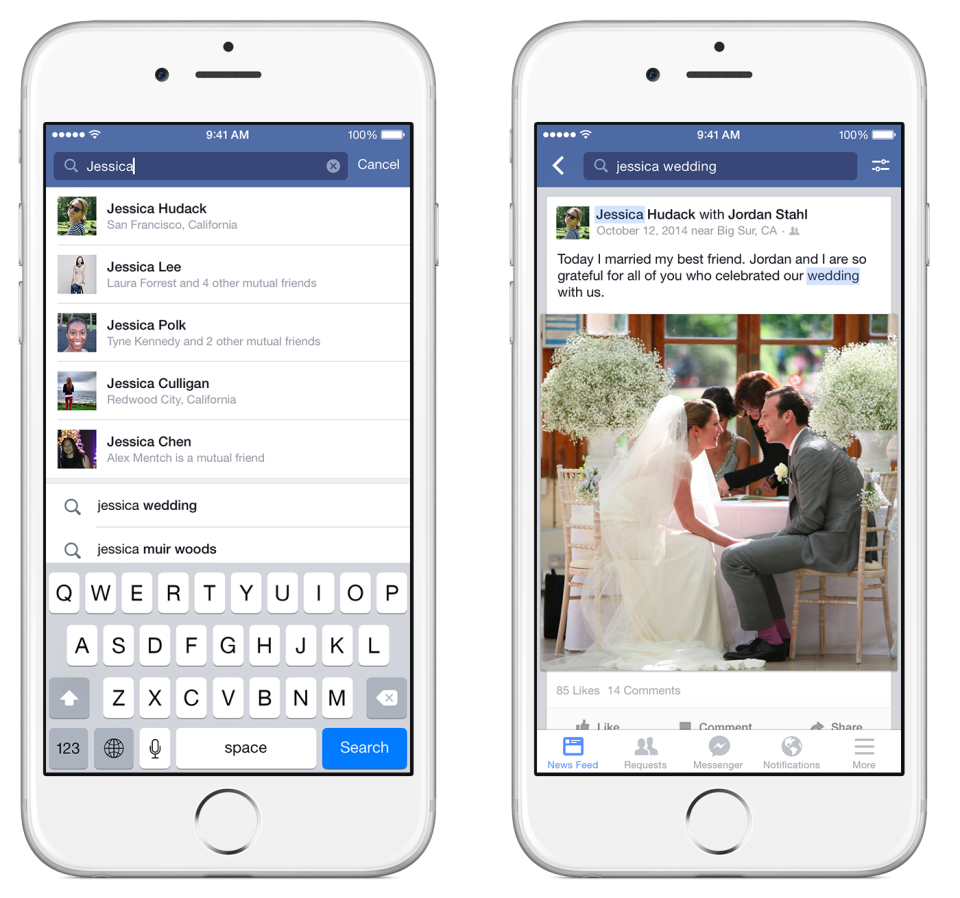 9:41 AM
100%
Jessica
Cancel
Jessica Hudack
San Francisco, California
Jessica Lee
Laura Forrest and 4 other mutual friends
Jessica Polk
Tyne Kennedy and 2 other mutual friends
Jessica Culligan
Redwood City, California
Jessica Chen
Alex Mentch is a mutual friend
jessica wedding
jessica muir woods
Q W E R T Y U I O P
A S D F G H J K L
Z X C V B N M
123 space Search
9:41 AM
100%
jessica wedding
Jessica Hudack with Jordan Stahl
October 12, 2014 near Big Sur, CA ·
Today I married my best friend. Jordan and I are so
grateful for all of you who celebrated our wedding
with us.
85 Likes 14 Comments
Like Comment Share
News Feed Requests Messenger Notifications More